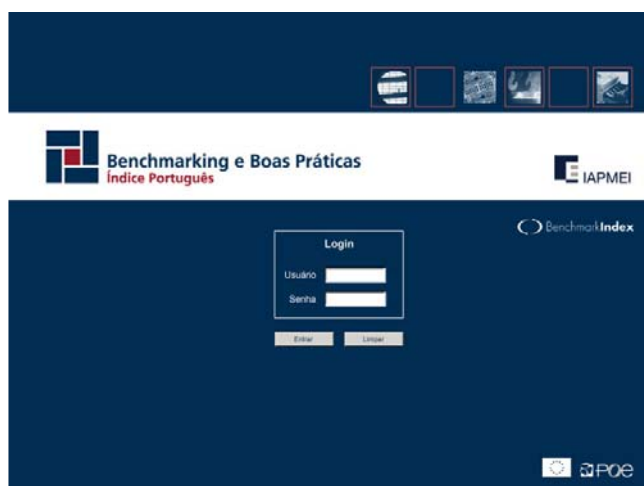 Benchmarking e Boas Práticas
Índice Português
IAPMEI
BenchmarkIndex
Login
Usuário
Senha
Entrar
Limpar
POE